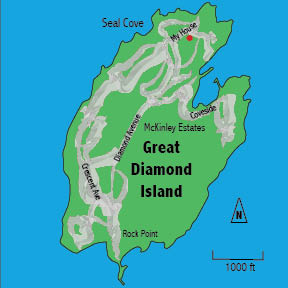 Seal Cove
My House
Coveside
McKinley Estates
Diamond Avenue
Great
Diamond
Island
Crescent Ave
Rock Point
N
1000 ft